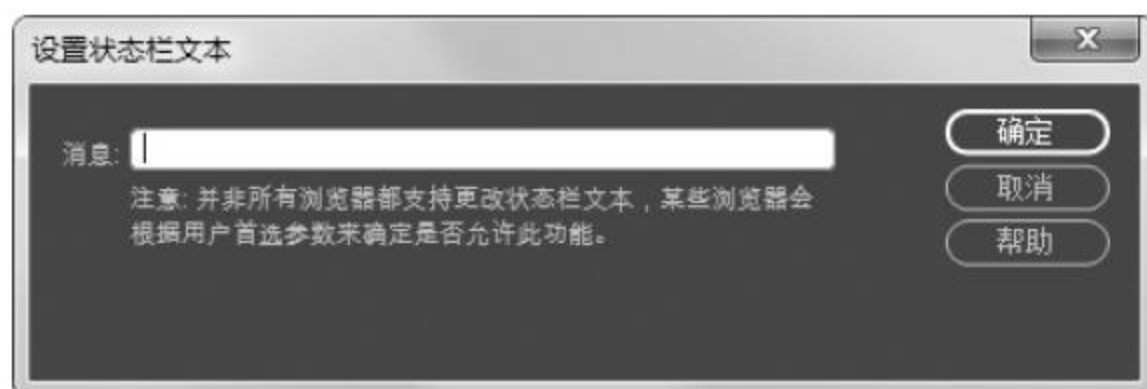 设置状态栏文本
消息:
确定
注意: 并非所有浏览器都支持更改状态栏文本，某些浏览器会
根据用户首选参数来确定是否允许此功能。
取消
帮助